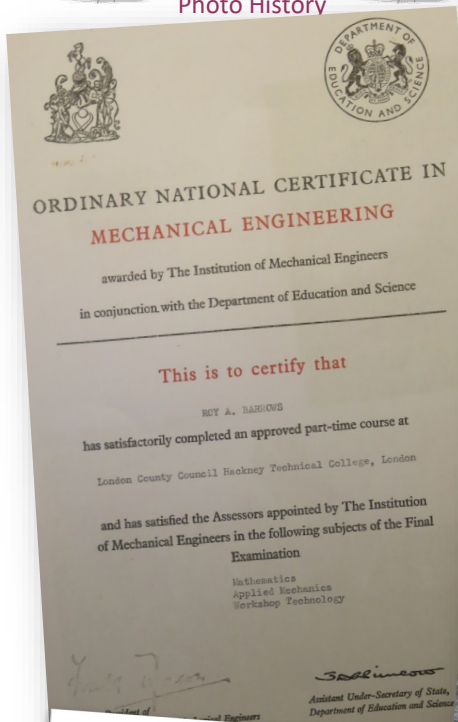 Photo History
DEPARTMENT OF EDUCATION AND SCIENCE
ORDINARY NATIONAL CERTIFICATE IN
MECHANICAL ENGINEERING
awarded by The Institution of Mechanical Engineers
in conjunction with the Department of Education and Science
This is to certify that
ROY A. BARROWS
has satisfactorily completed an approved part-time course at
London County Council Hackney Technical College, London
and has satisfied the Assessors appointed by The Institution
of Mechanical Engineers in the following subjects of the Final
Examination
Mathematics
Applied Mechanics
Workshop Technology
Assistant Under-Secretary of State,
of
Department of Education and Science
Engineers